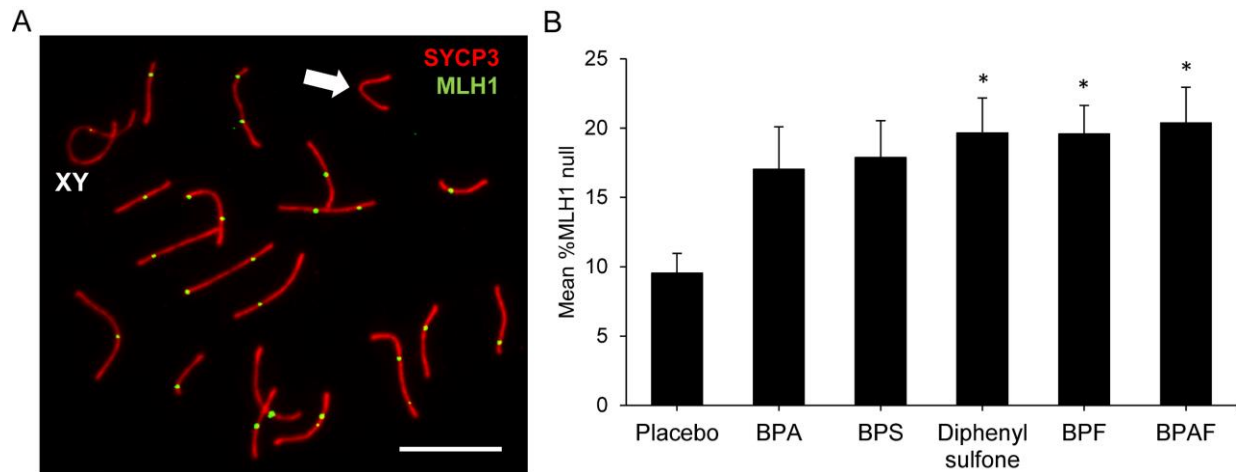 A
SYCP3
MLH1
XY
B
Mean %MLH1 null
25
20
15
10
5
0
* * *
Placebo BPA BPS Diphenyl sulfone BPF BPAF